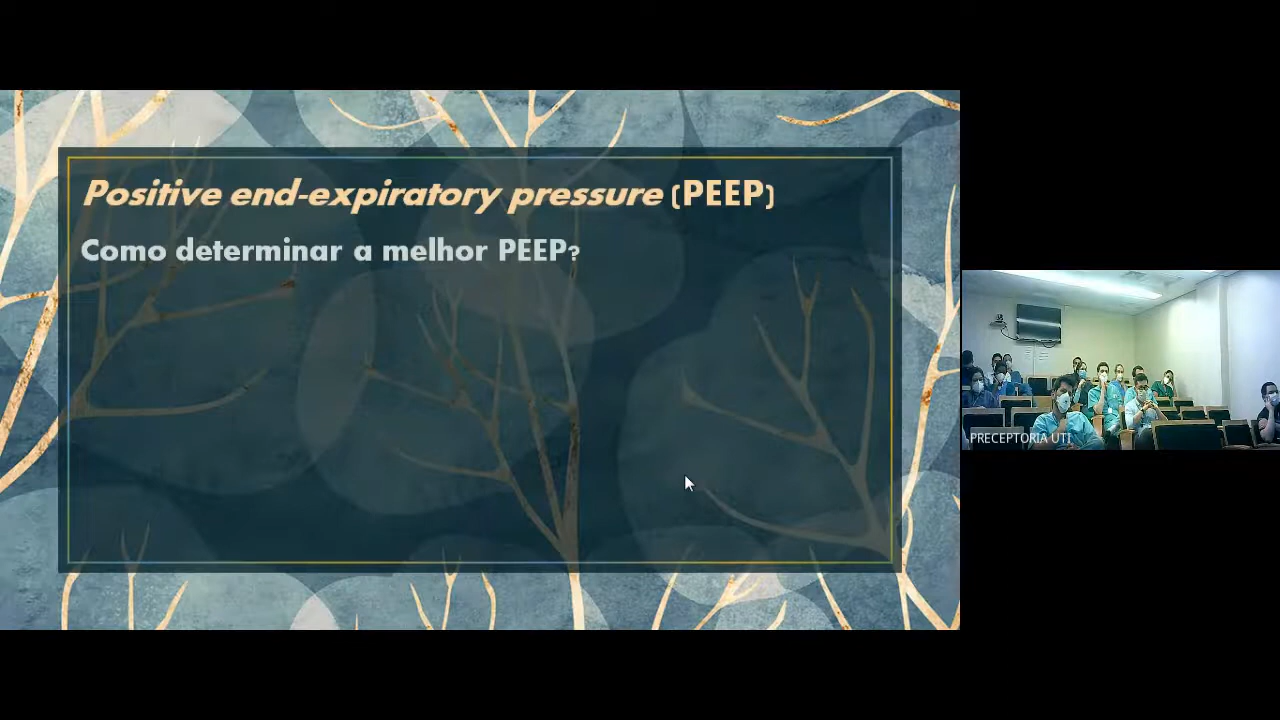 Positive end-expiratory pressure (PEEP)
Como determinar a melhor PEEP?
PRECEPTORIA UTI